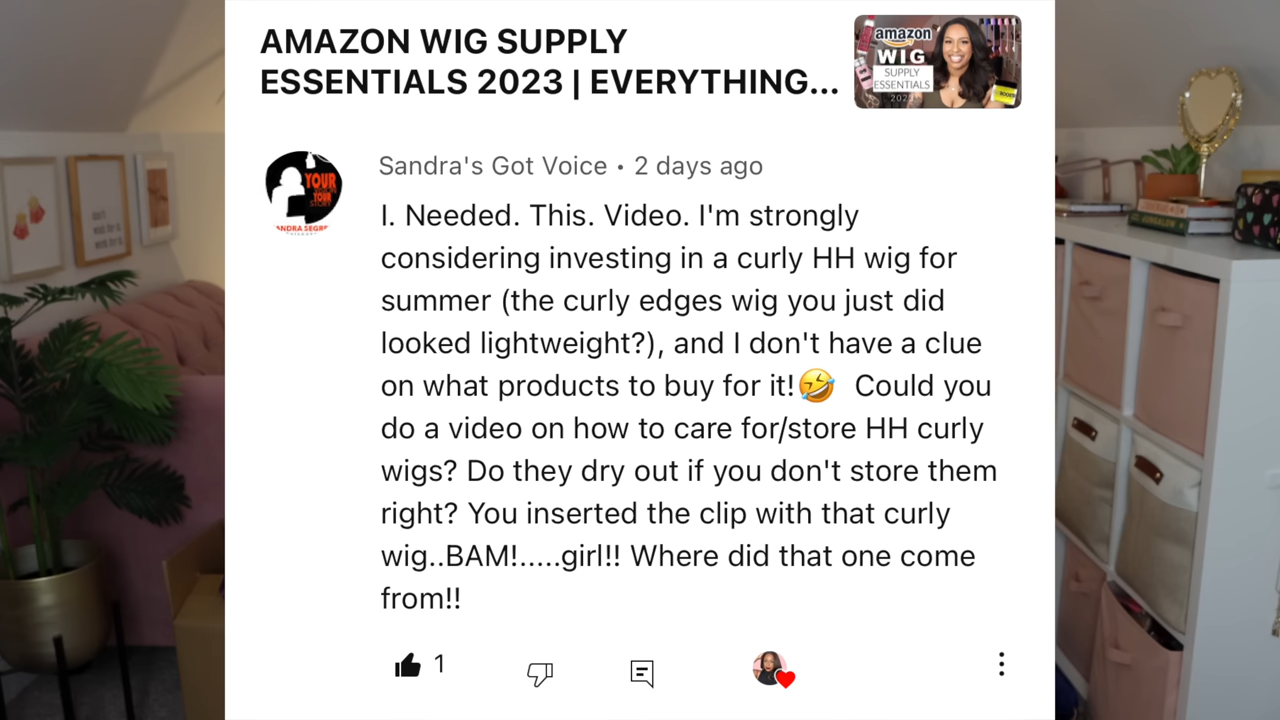 AMAZON WIG SUPPLY
ESSENTIALS 2023 | EVERYTHING...
amazon
WIG
SUPPLY
ESSENTIALS
2023
Sandra's Got Voice • 2 days ago
YOUR
YOUR
STORY
I. Needed. This. Video. I'm strongly
considering investing in a curly HH wig for
summer (the curly edges wig you just did
looked lightweight?), and I don't have a clue
on what products to buy for it!🤣 Could you
do a video on how to care for/store HH curly
wigs? Do they dry out if you don't store them
right? You inserted the clip with that curly
wig..BAM!.....girl!! Where did that one come
from!!
1